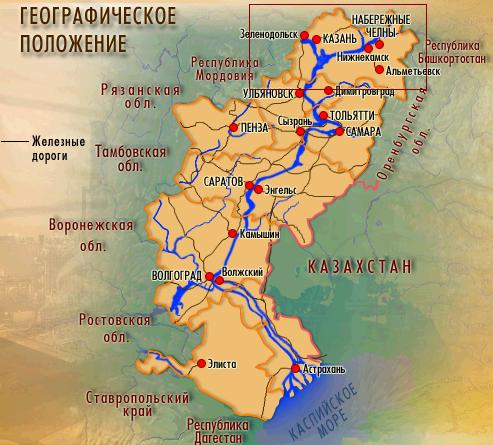 ГЕОГРАФИЧЕСКОЕ
ПОЛОЖЕНИЕ
НАБЕРЕЖНЫЕ
ЧЕЛНЫ
Зеленодольск
КАЗАНЬ
Нижнекамск
Республика
Башкортостан
Альметьевск
Республика
Мордовия
Рязанская
обл.
УЛЬЯНОВСК
Димитровград
Железные
дороги
ПЕНЗА
Сызрань
ТОЛЬЯТТИ
САМАРА
Оренбургская
обл.
Тамбовская
обл.
САРАТОВ
Энгельс
Воронежская
обл.
Камышин
КАЗАХСТАН
ВОЛГОГРАД
Волжский
Ростовская
обл.
Элиста
Астрахань
Ставропольский
край
Республика
Дагестан
КАСПИЙСКОЕ
МОРЕ